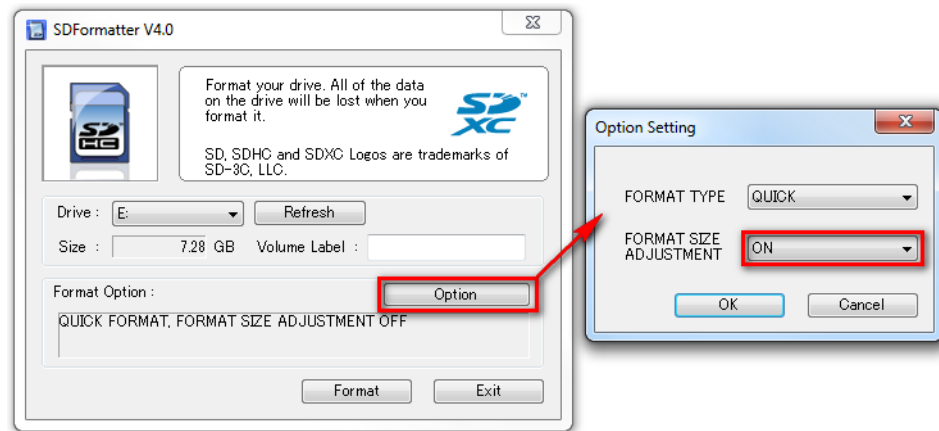 SDFormatter V4.0
Format your drive. All of the data
on the drive will be lost when you
format it.
SD, SDHC and SDXC Logos are trademarks of
SD-3C, LLC.
SD
HC
SD™
XC
Drive : E: Refresh
Size : 7.28 GB Volume Label :
Format Option :
Option
QUICK FORMAT, FORMAT SIZE ADJUSTMENT OFF
Format Exit
Option Setting
FORMAT TYPE QUICK
FORMAT SIZE
ADJUSTMENT ON
OK Cancel